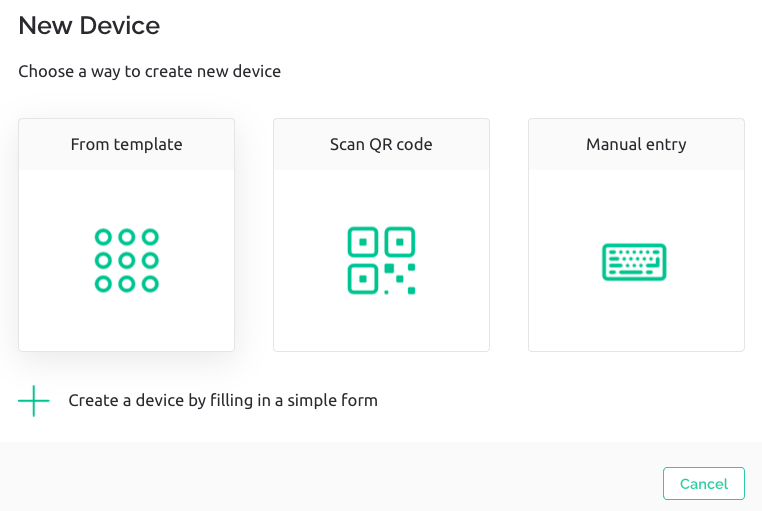 New Device
Choose a way to create new device
From template
Scan QR code
Manual entry
Create a device by filling in a simple form
Cancel